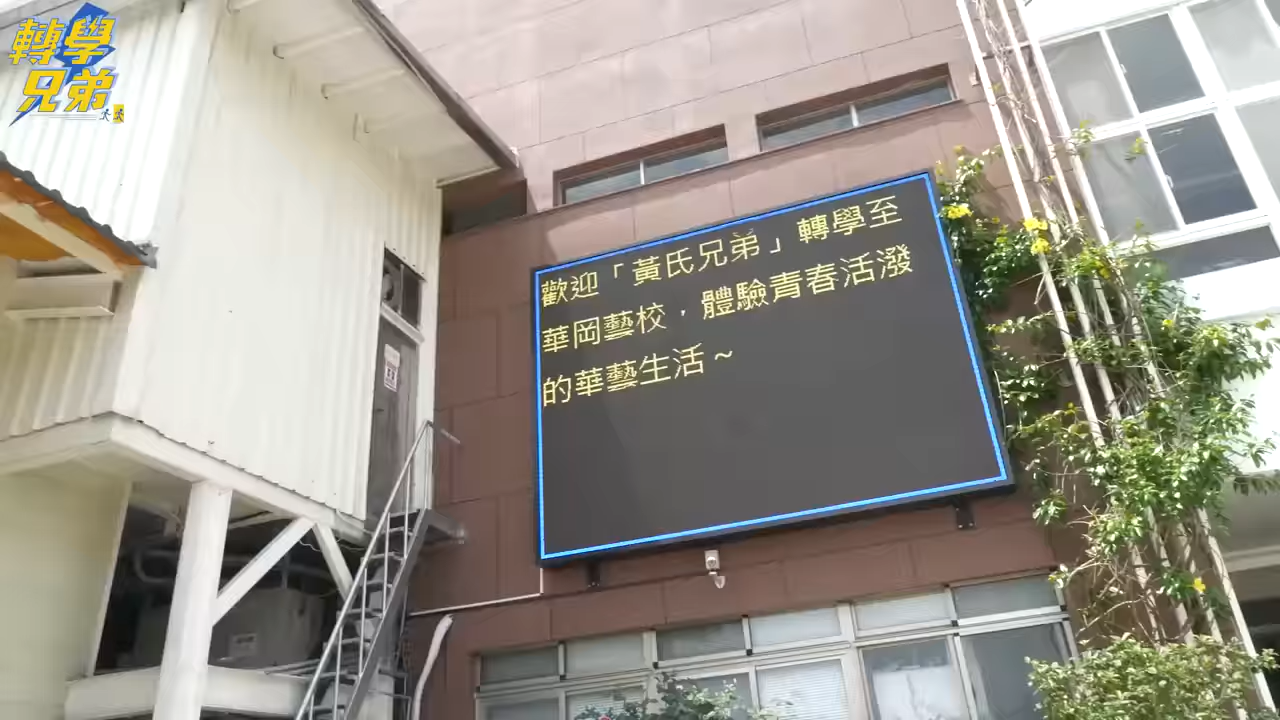 轉學
兄弟
歡迎「黃氏兄弟」轉學至
華岡藝校，體驗青春活潑
的華藝生活~